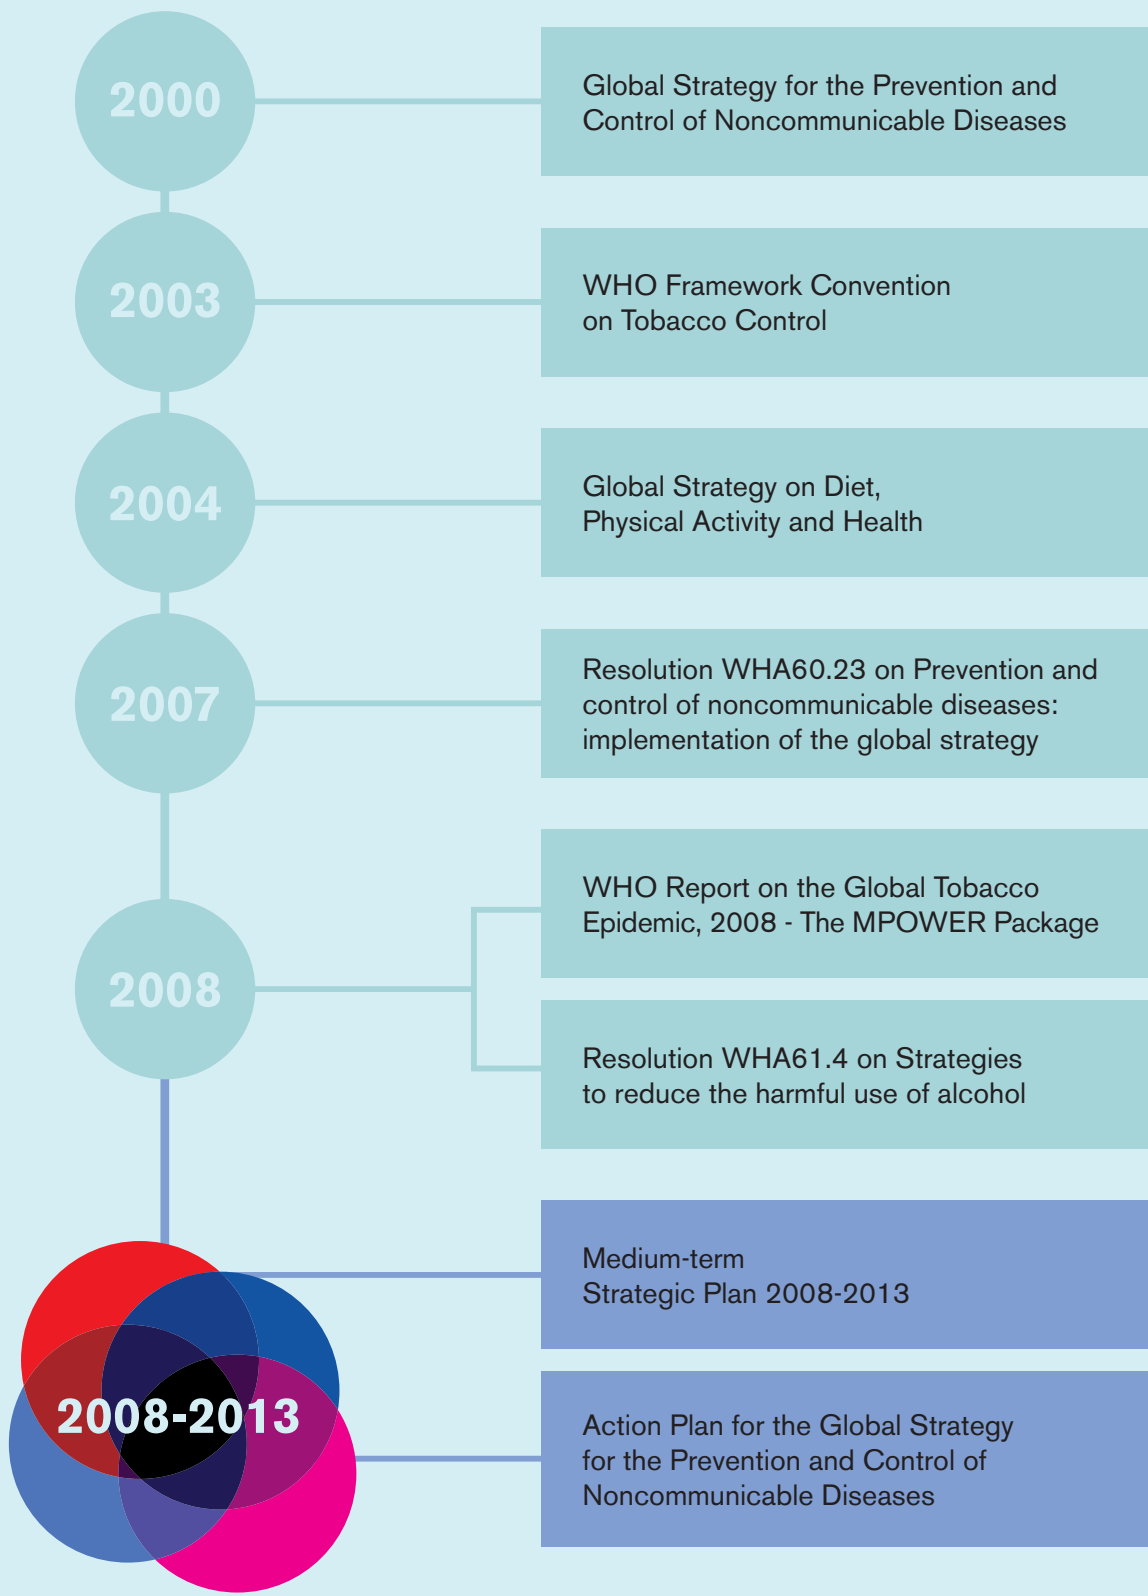 2000
Global Strategy for the Prevention and
Control of Noncommunicable Diseases
2003
WHO Framework Convention
on Tobacco Control
2004
Global Strategy on Diet,
Physical Activity and Health
2007
Resolution WHA60.23 on Prevention and
control of noncommunicable diseases:
implementation of the global strategy
2008
WHO Report on the Global Tobacco
Epidemic, 2008 - The MPOWER Package
Resolution WHA61.4 on Strategies
to reduce the harmful use of alcohol
2008-2013
Medium-term
Strategic Plan 2008-2013
Action Plan for the Global Strategy
for the Prevention and Control of
Noncommunicable Diseases